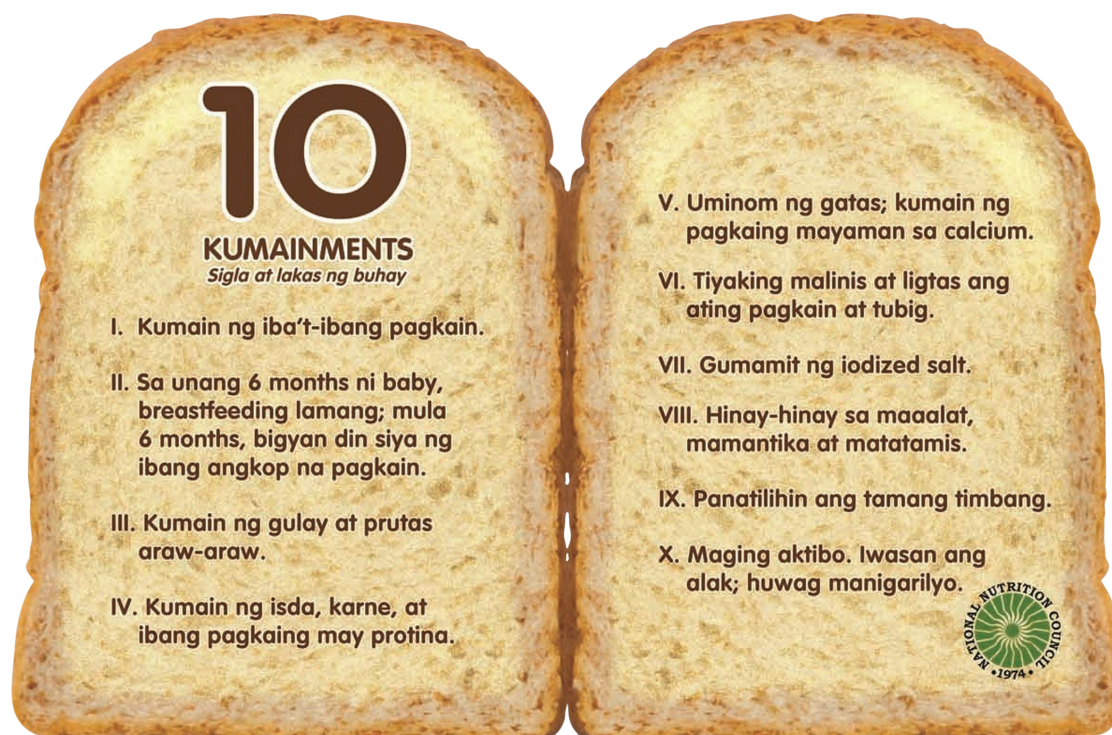 10
KUMAINMENTS
Sigla at lakas ng buhay
I. Kumain ng iba't-ibang pagkain.
II. Sa unang 6 months ni baby,
breastfeeding lamang; mula
6 months, bigyan din siya ng
ibang angkop na pagkain.
III. Kumain ng gulay at prutas
araw-araw.
IV. Kumain ng isda, karne, at
ibang pagkaing may protina.
V. Uminom ng gatas; kumain ng
pagkaing mayaman sa calcium.
VI. Tiyaking malinis at ligtas ang
ating pagkain at tubig.
VII. Gumamit ng iodized salt.
VIII. Hinay-hinay sa maaalat,
mamantika at matatamis.
IX. Panatilihin ang tamang timbang.
X. Maging aktibo. Iwasan ang
alak; huwag manigarilyo.
NATIONAL NUTRITION COUNCIL
•1974•